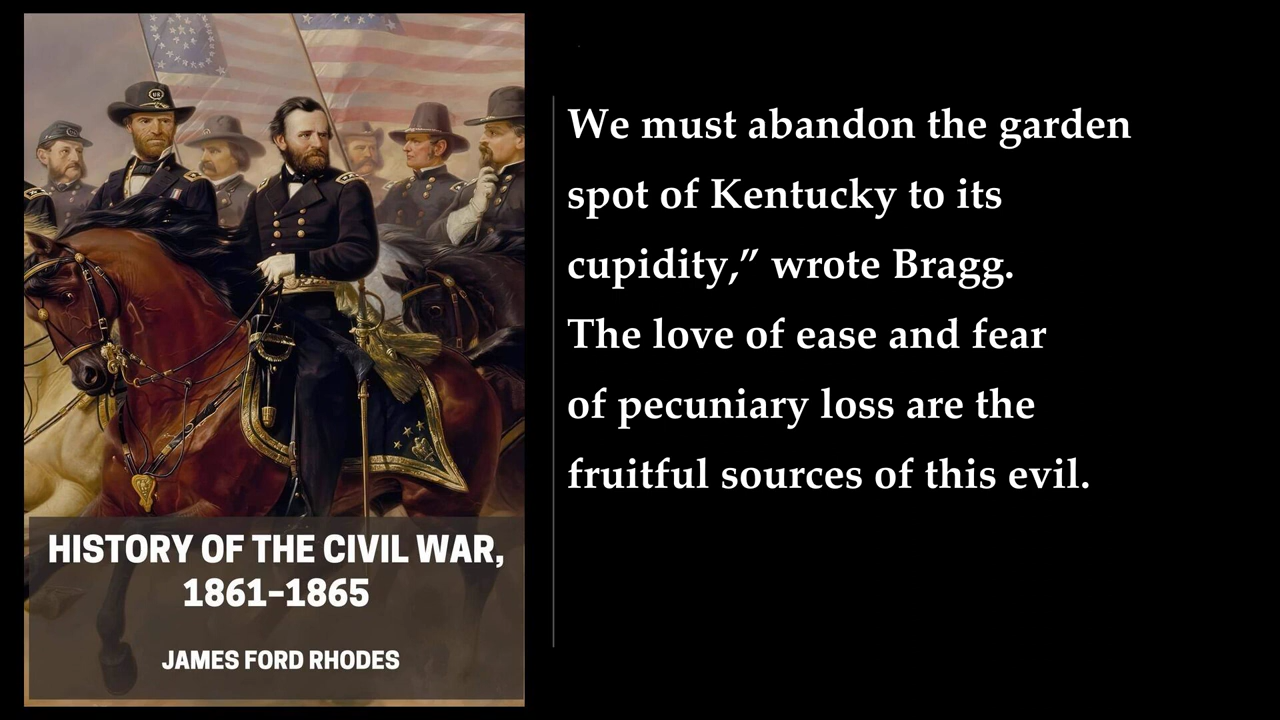 HISTORY OF THE CIVIL WAR,
1861–1865
JAMES FORD RHODES
We must abandon the garden
spot of Kentucky to its
cupidity,” wrote Bragg.
The love of ease and fear
of pecuniary loss are the
fruitful sources of this evil.